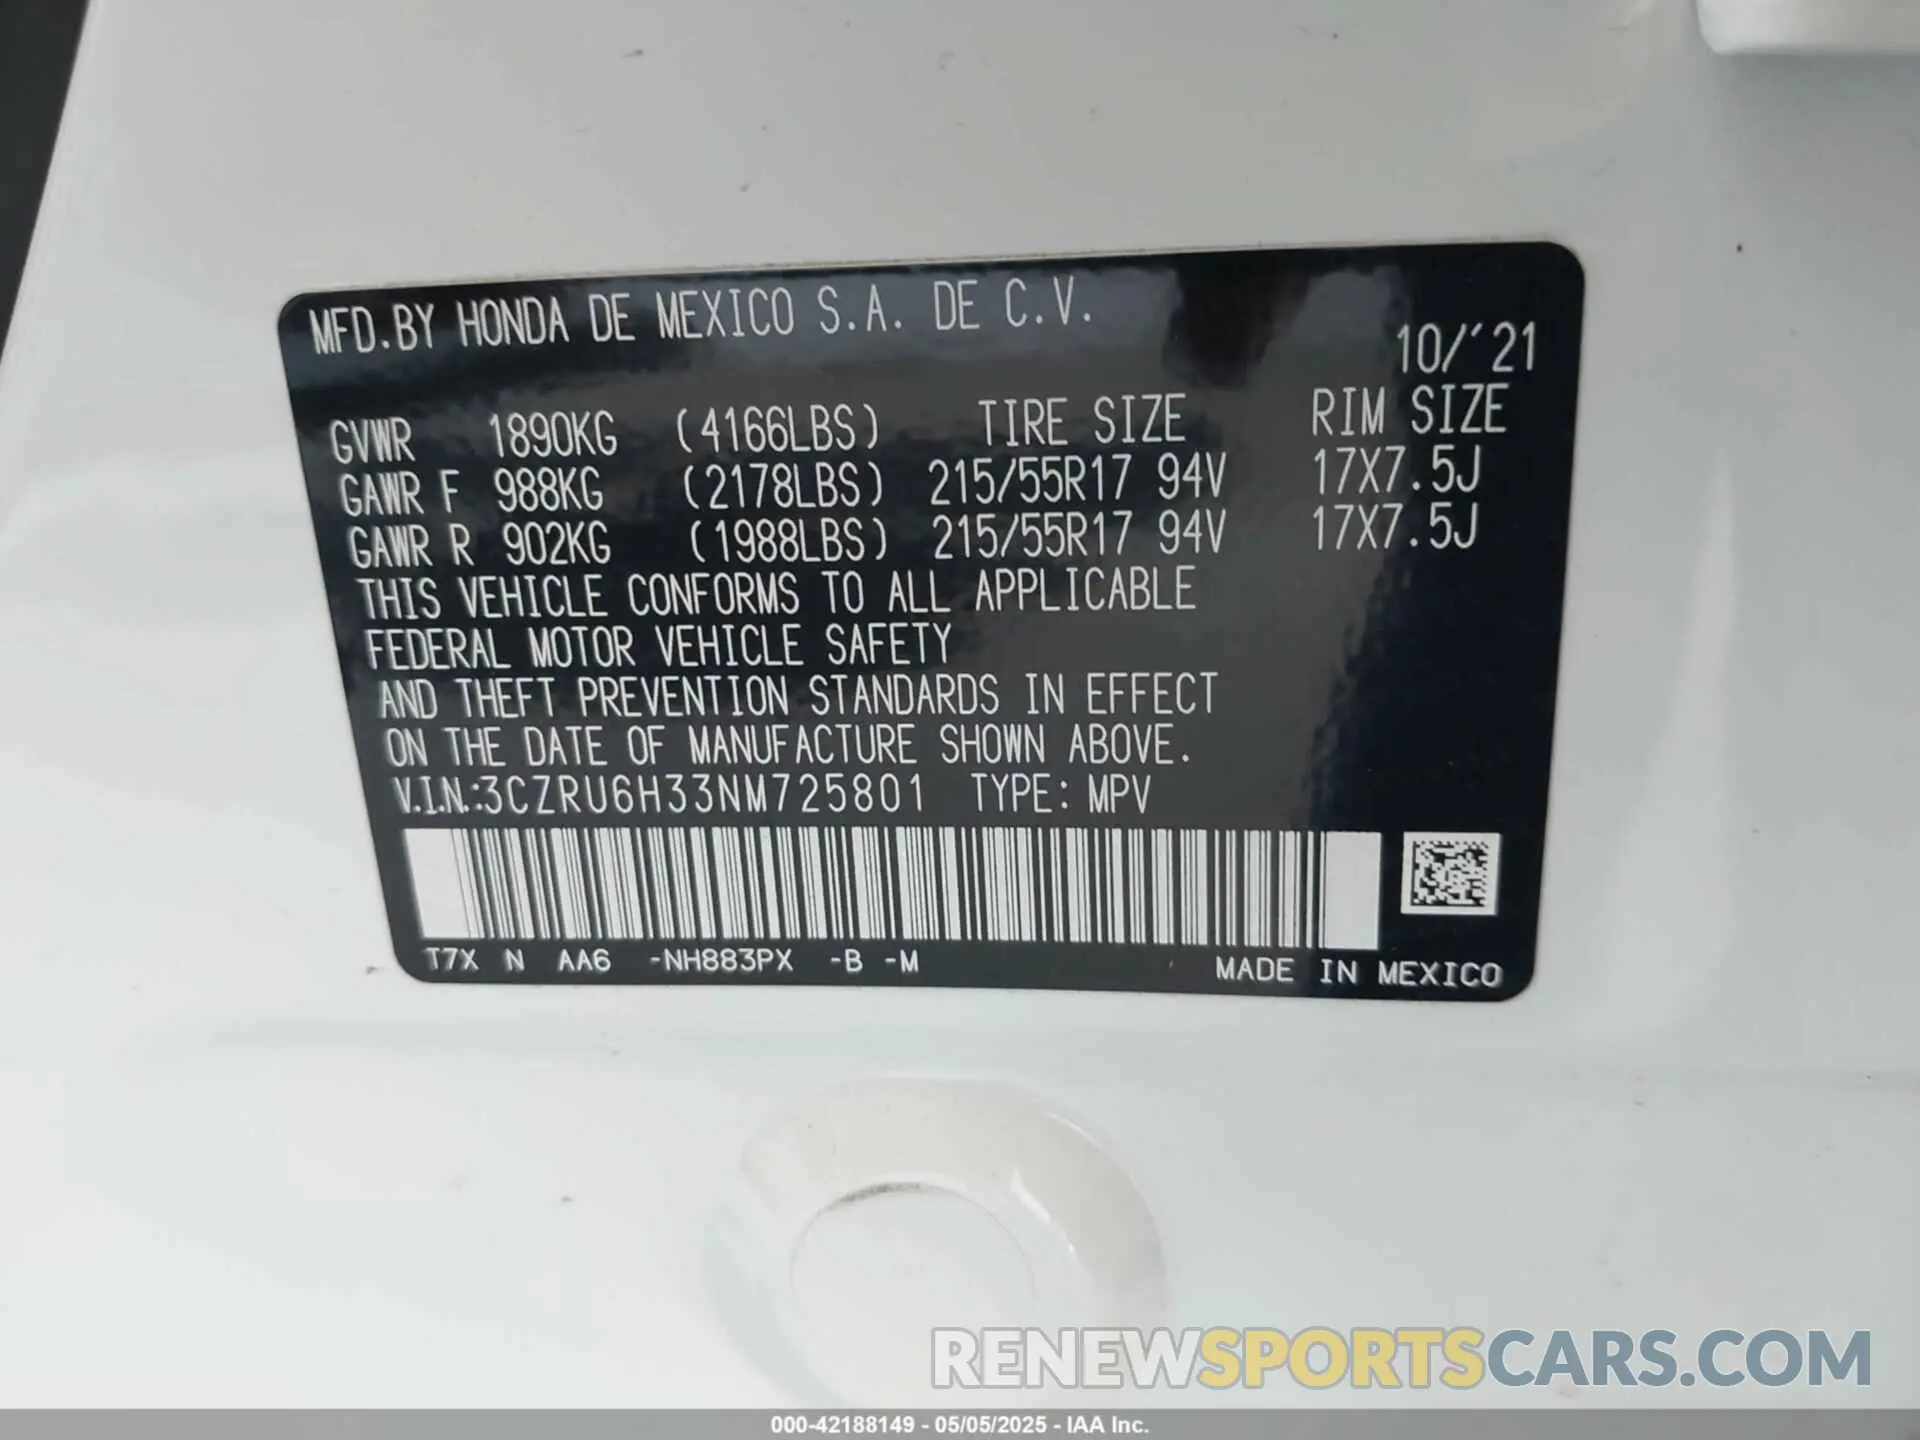 MFD.BY HONDA DE MEXICO S.A. DE C.V.
10/'21
GVWR 1890KG (4166LBS) TIRE SIZE RIM SIZE
GAWR F 988KG (2178LBS) 215/55R17 94V 17X7.5J
GAWR R 902KG (1988LBS) 215/55R17 94V 17X7.5J
THIS VEHICLE CONFORMS TO ALL APPLICABLE
FEDERAL MOTOR VEHICLE SAFETY
AND THEFT PREVENTION STANDARDS IN EFFECT
ON THE DATE OF MANUFACTURE SHOWN ABOVE.
V.I.N.:3CZRU6H33NM725801 TYPE: MPV
T7X N AA6 -NH883PX -B -M
MADE IN MEXICO
RENEWSPORTSCARS.COM
000-42188149 - 05/05/2025 - IAA Inc.